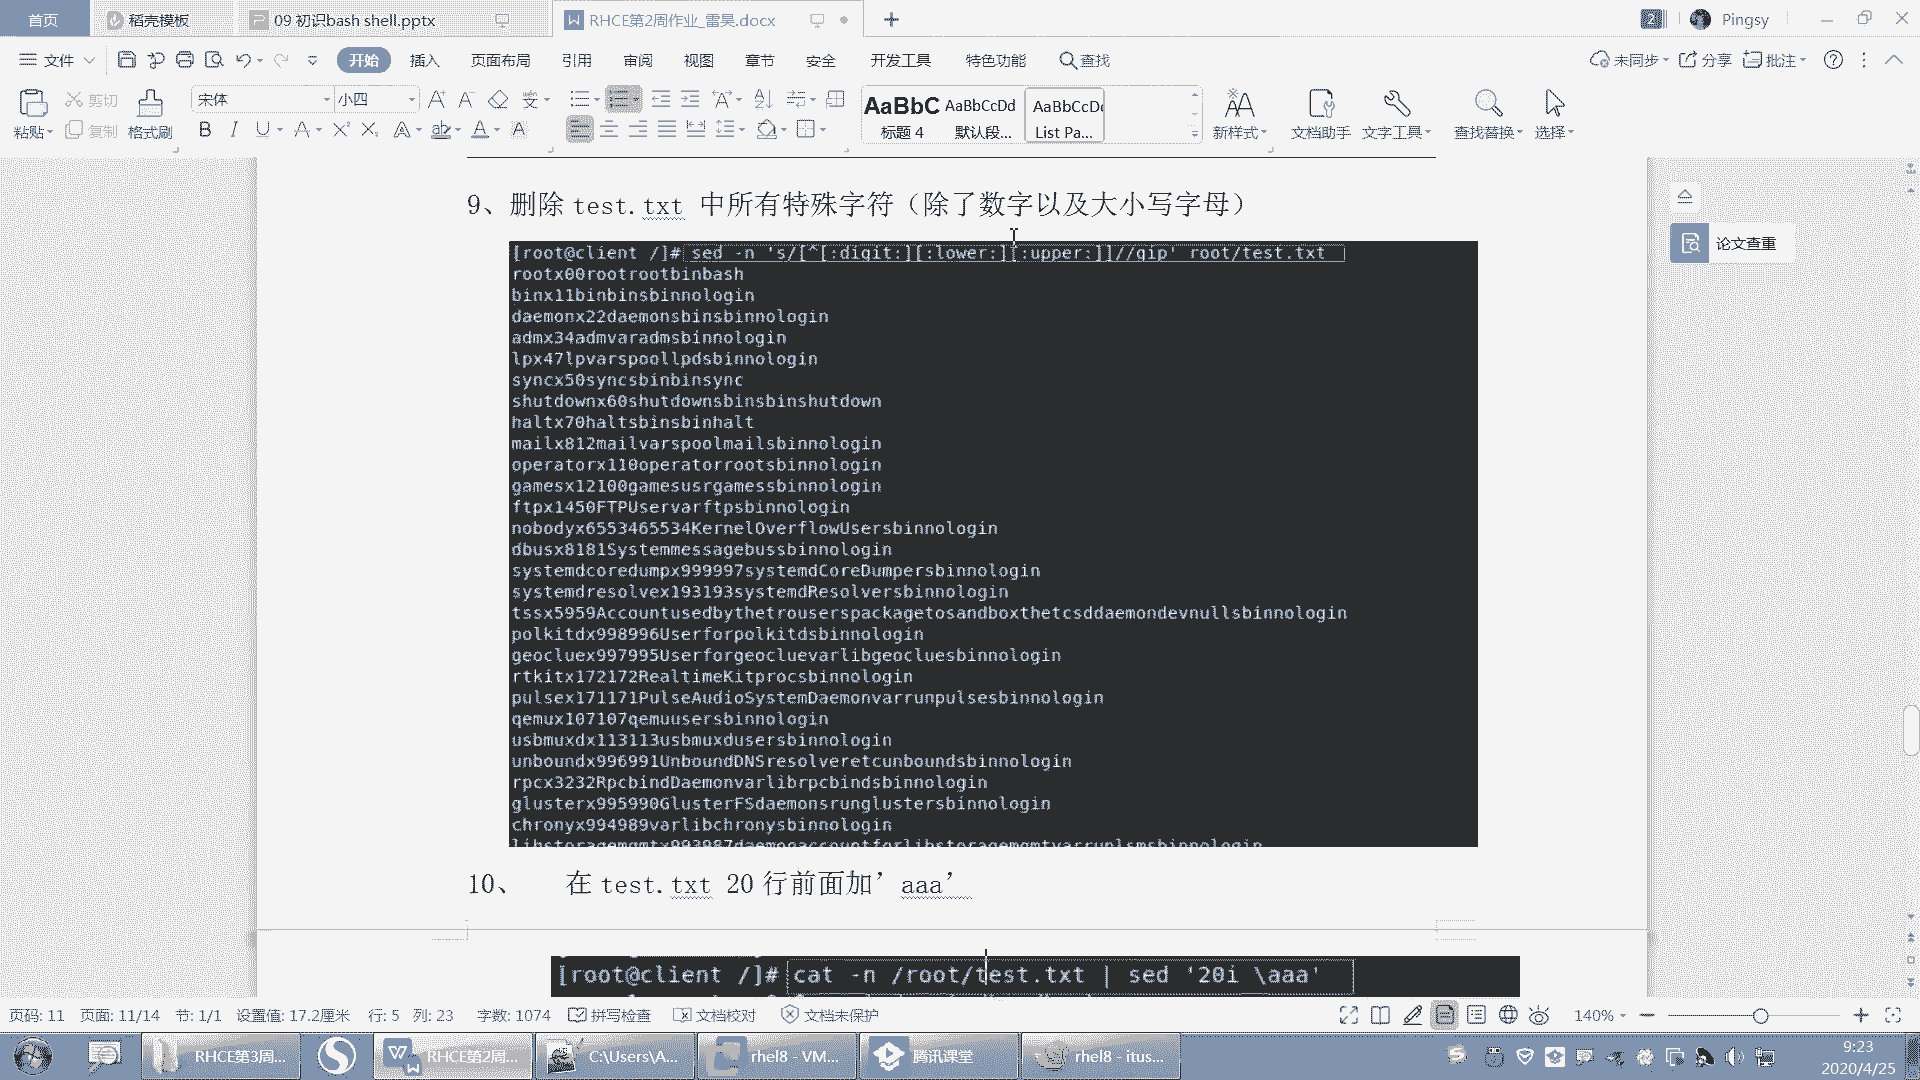 首页 稻壳模板 09 初识bash shell.pptx RHCE第2周作业_雷昊.docx + 2 Pingsy
文件 开始 插入 页面布局 引用 审阅 视图 章节 安全 开发工具 特色功能 查找 未同步 分享 批注
粘贴 剪切 复制 格式刷 宋体 小四 AaBbC 标题 4 AaBbCcDd 默认段... AaBbCcD List Pa... 新样式 文档助手 文字工具 查找替换 选择
9、删除 test.txt 中所有特殊字符（除了数字以及大小写字母）
论文查重
[root@client /]# sed -n 's/[^[:digit:][:lower:][:upper:]]//gip' root/test.txt
rootx00rootrootbinbash
binx11binbinsbinnologin
daemonx22daemonsbinsbinnologin
admx34admvaradmsbinnologin
lpx47lpvarspoollpdsbinnologin
syncx50syncsbinbinsync
shutdownx60shutdownsbinsbinshutdown
haltx70haltsbinsbinhalt
mailx812mailvarspoolmailsbinnologin
operatorx110operatorrootsbinnologin
gamesx12100gamesusrgamessbinnologin
ftpx1450FTPUservarftpsbinnologin
nobodyx6553465534KernelOverflowUsersbinnologin
dbusx8181Systemmessagebussbinnologin
systemdcoredumpx999997systemdCoreDumpersbinnologin
systemdresolvex193193systemdResolversbinnologin
tssx5959Accountusedbythetrouserspackagetosandboxthetcsddaemondevnullsbinnologin
polkitdx998996Userforpolkitdsbinnologin
geocluex997995Userforgeocluevarlibgeocluesbinnologin
rtkitx172172RealtimeKitprocsbinnologin
pulsex171171PulseAudioSystemDaemonvarrunpulsesbinnologin
qemux107107qemuusersbinnologin
usbmuxdx113113usbmuxdusersbinnologin
unboundx996991UnboundDNSresolveretcunboundsbinnologin
rpcx3232RpcbindDaemonvarlibrpcbindsbinnologin
glusterx995990GlusterFSdaemonsrunglustersbinnologin
chronyx994989varlibchronysbinnologin
libstoragemgmtx993987daemonaccountforlibstoragemgmtvarrunlsmsbinnologin
10、 在 test.txt 20 行前面加’aaa’
[root@client /]# cat -n /root/test.txt | sed '20i \aaa'
页码: 11 页面: 11/14 节: 1/1 设置值: 17.2厘米 行: 5 列: 23 字数: 1074 拼写检查 文档校对 文档未保护 140%
RHCE第3周... RHCE第2周... C:\Users\A... rhel8 - VM... 腾讯课堂 rhel8 - itus... 9:23
2020/4/25